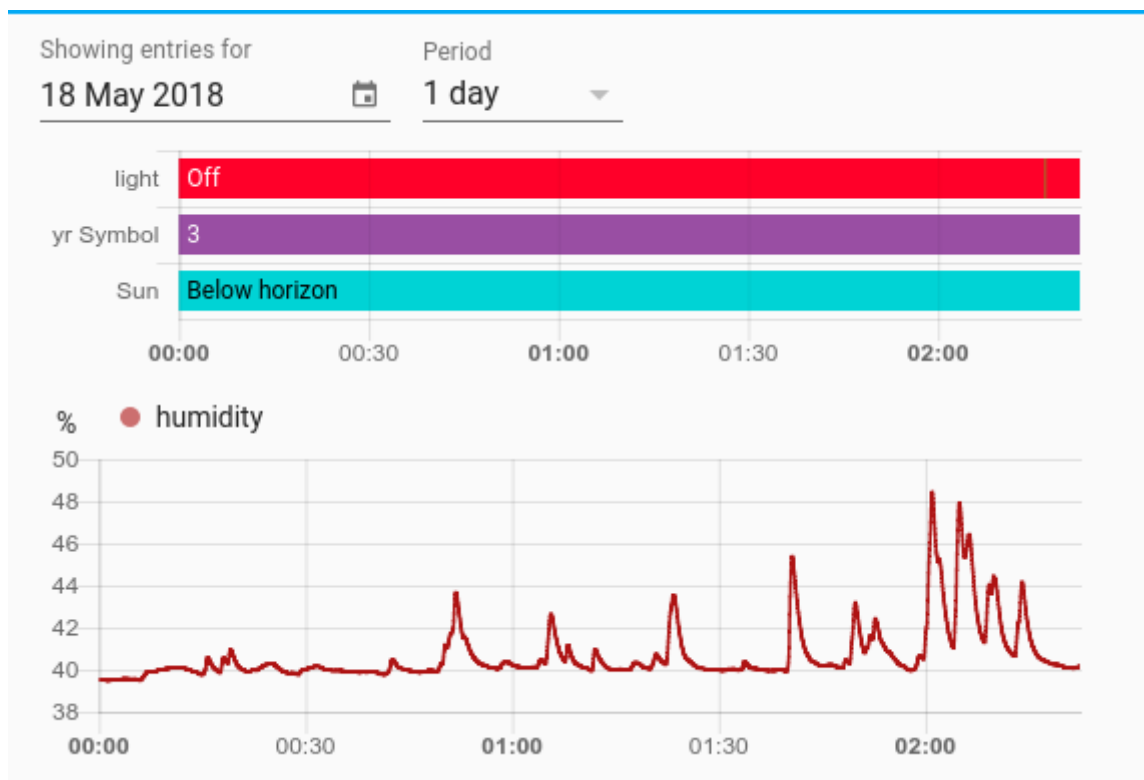 Showing entries for
Period
18 May 2018
1 day
light
Off
yr Symbol
3
Sun
Below horizon
00:00 00:30 01:00 01:30 02:00
% humidity
50
48
46
44
42
40
38
00:00 00:30 01:00 01:30 02:00